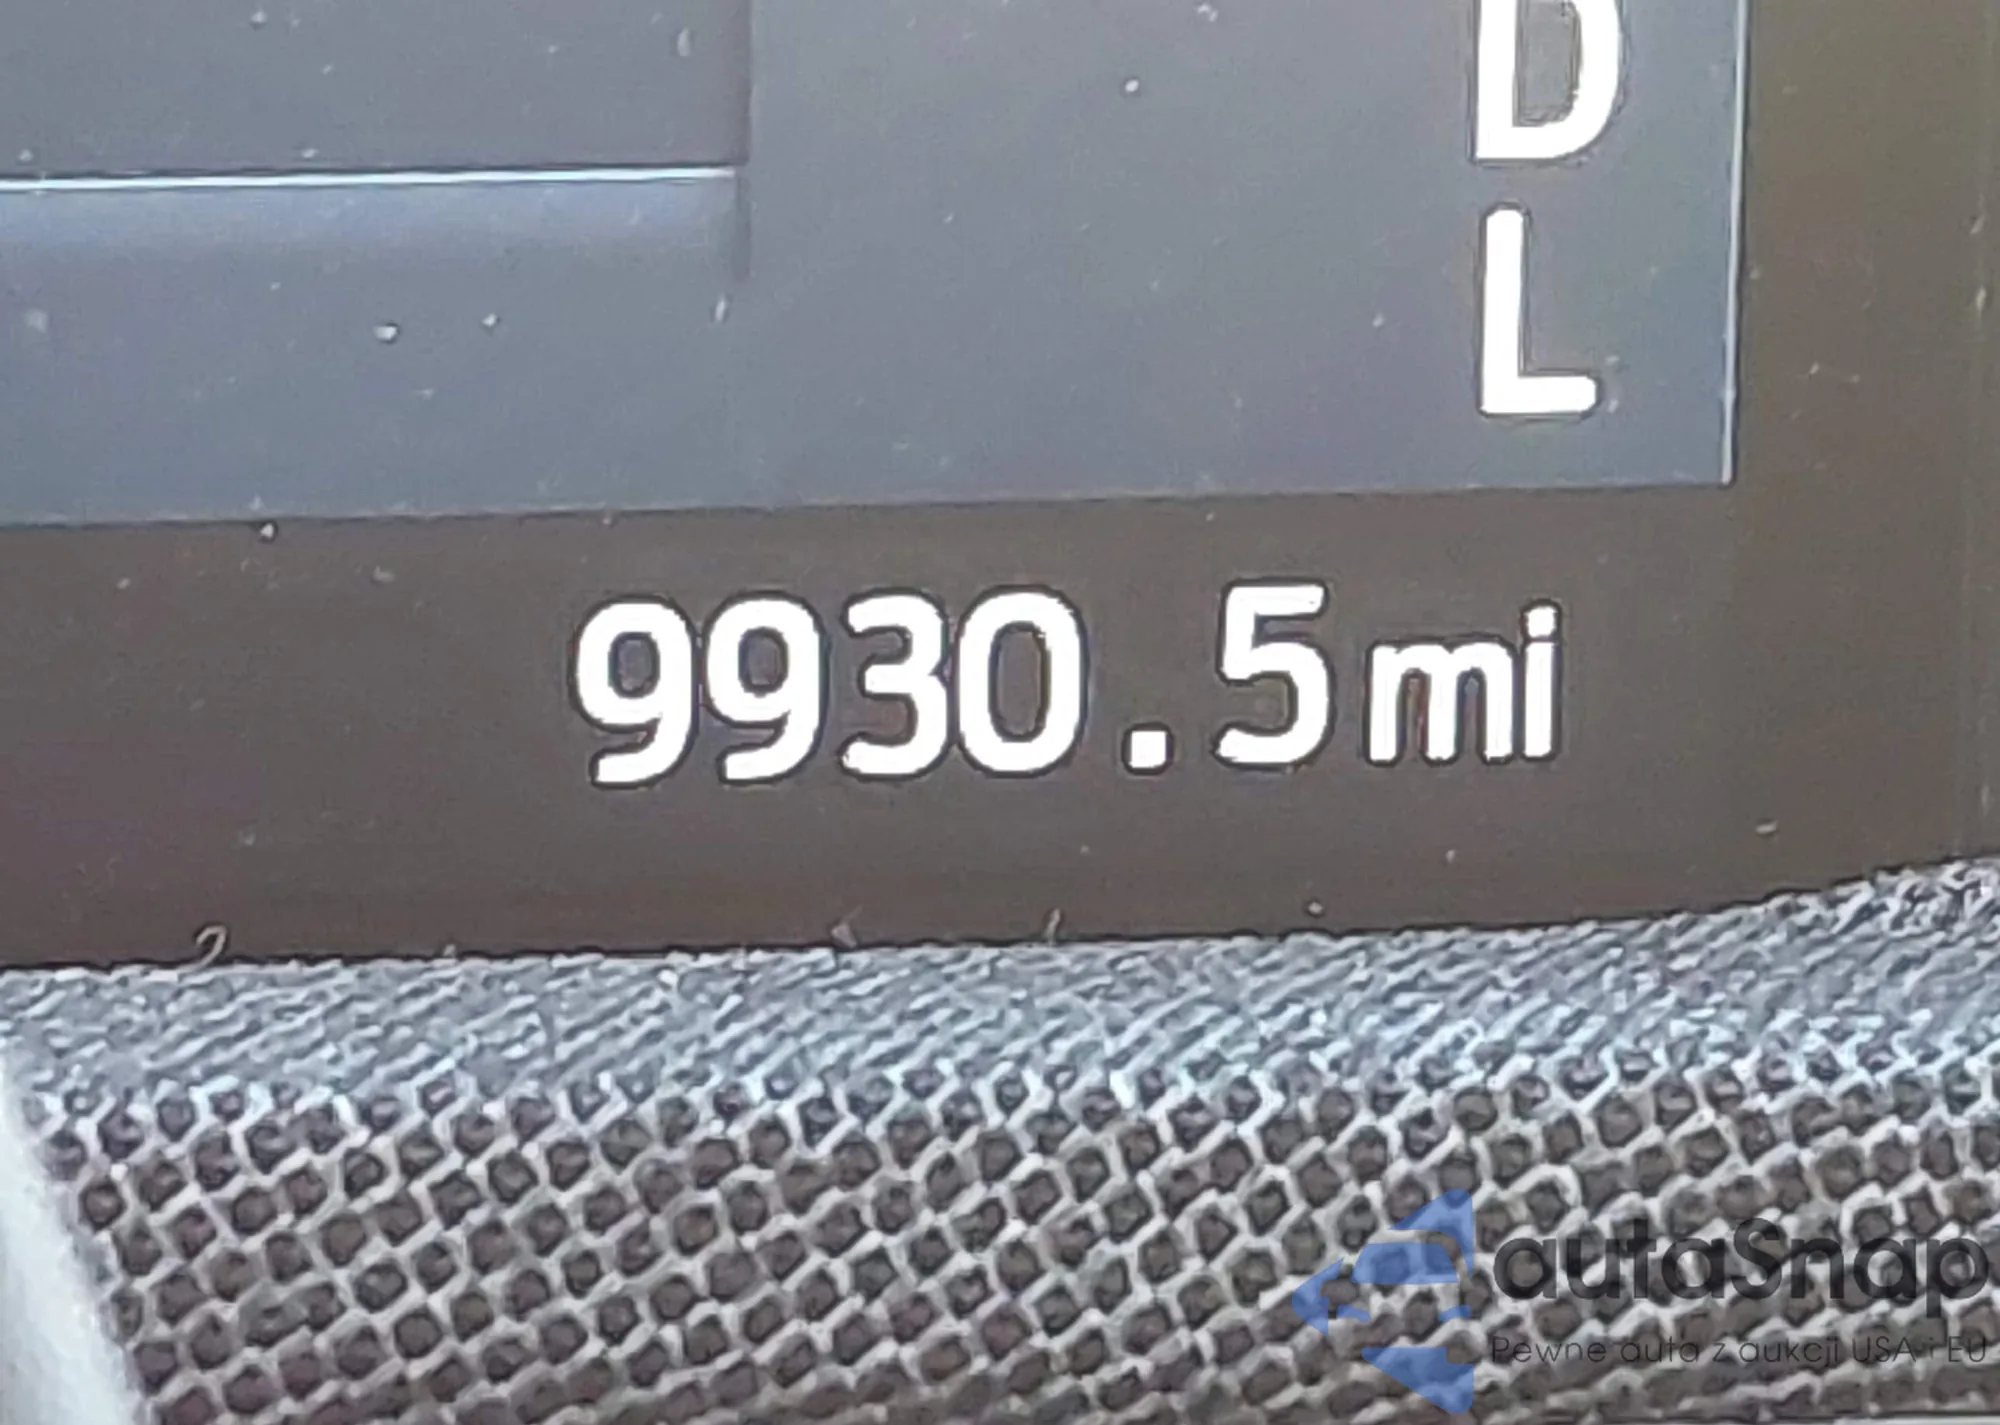 D
L
9930.5mi
autaSnap
Pewne auta z aukcji USA i EU